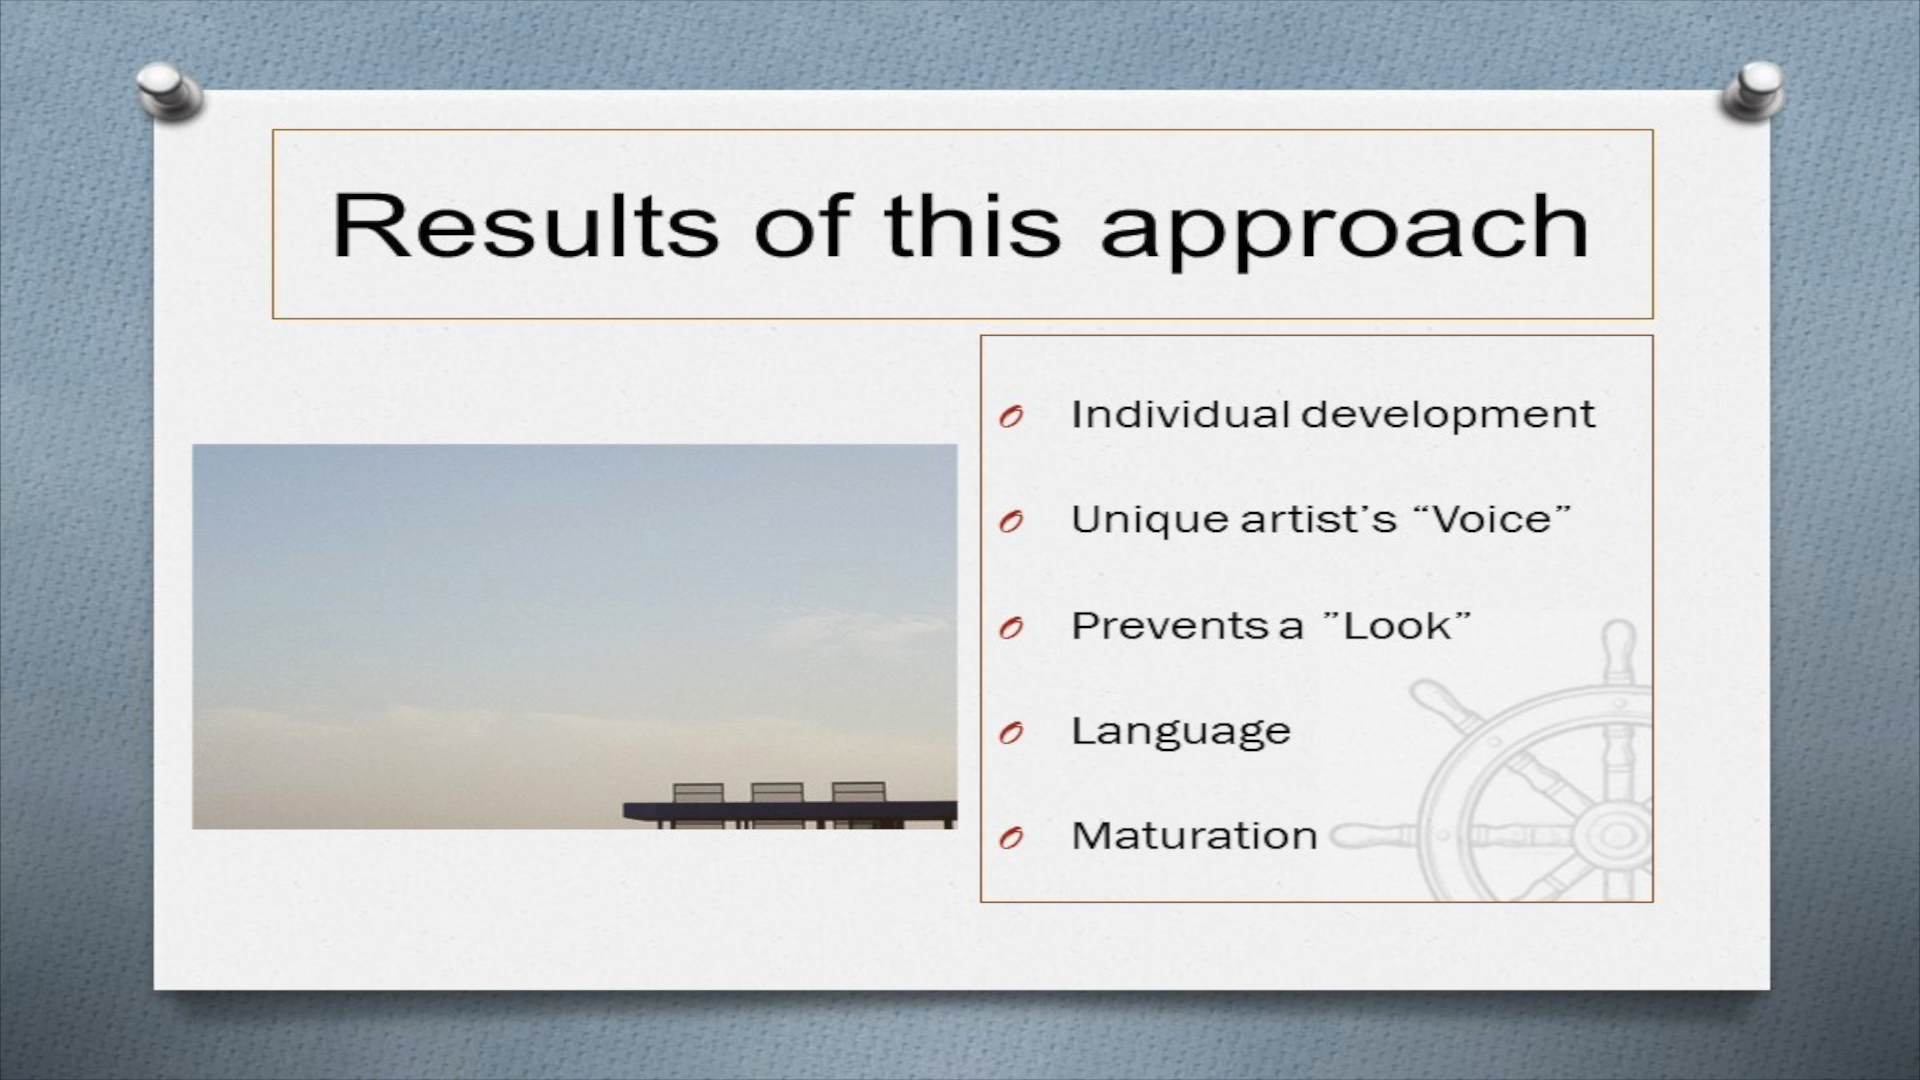 Results of this approach
Individual development
Unique artist’s “Voice”
Prevents a ”Look”
Language
Maturation